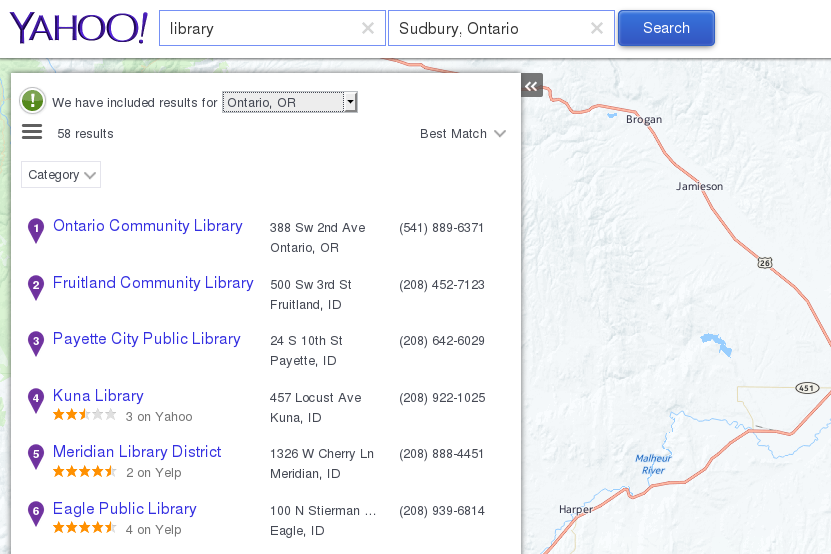 YAHOO!
library
Sudbury, Ontario
Search
We have included results for Ontario, OR
58 results
Best Match
Category
1 Ontario Community Library 388 Sw 2nd Ave (541) 889-6371
Ontario, OR
2 Fruitland Community Library 500 Sw 3rd St (208) 452-7123
Fruitland, ID
3 Payette City Public Library 24 S 10th St (208) 642-6029
Payette, ID
4 Kuna Library 457 Locust Ave (208) 922-1025
3 on Yahoo Kuna, ID
5 Meridian Library District 1326 W Cherry Ln (208) 888-4451
2 on Yelp Meridian, ID
6 Eagle Public Library 100 N Stierman ... (208) 939-6814
4 on Yelp Eagle, ID
Brogan
Jamieson
26
451
Malheur
River
Harper